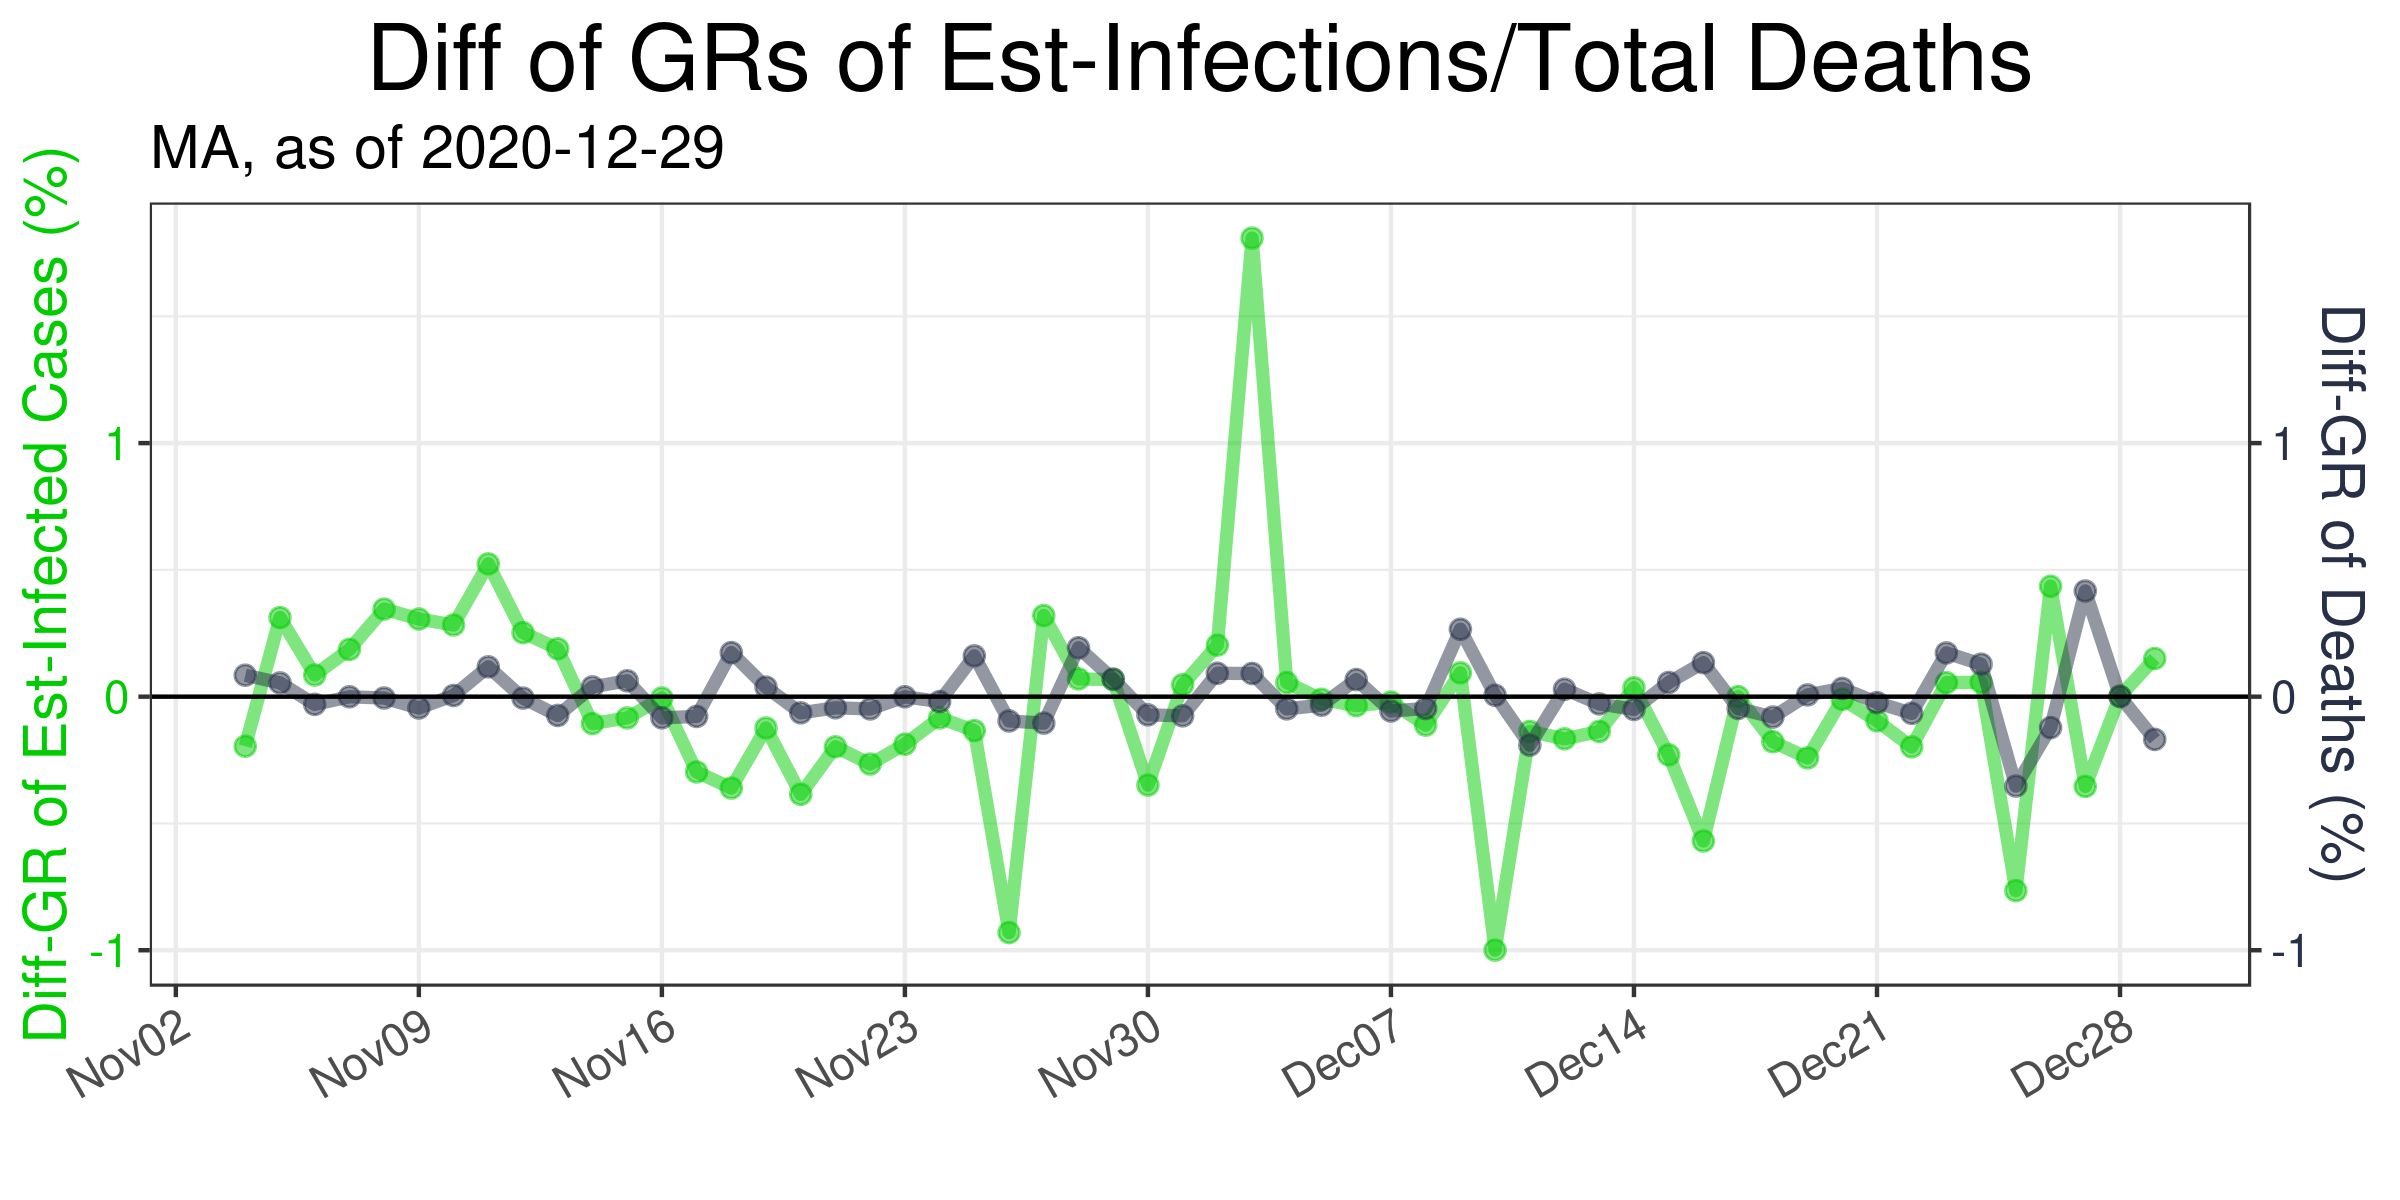 Diff of GRs of Est-Infections/Total Deaths
MA, as of 2020-12-29
Diff-GR of Est-Infected Cases (%)
1
0
-1
1
0
-1
Diff-GR of Deaths (%)
Nov02
Nov09
Nov16
Nov23
Nov30
Dec07
Dec14
Dec21
Dec28